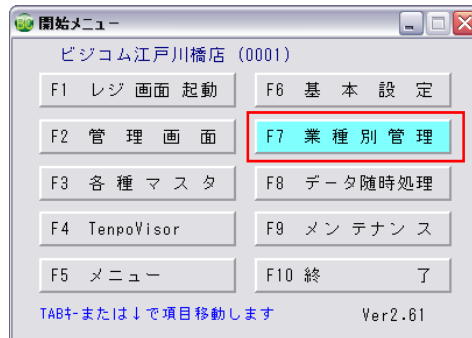 開始メニュー
ビジコム江戸川橋店 (0001)
F1 レジ 画面 起動
F6 基 本 設 定
F2 管 理 画 面
F7 業 種 別 管 理
F3 各 種 マ ス タ
F8 データ随時処理
F4 TenpoVisor
F9 メン テナン ス
F5 メニュー
F10 終 了
TABｷｰまたは↓で項目移動します
Ver2.61